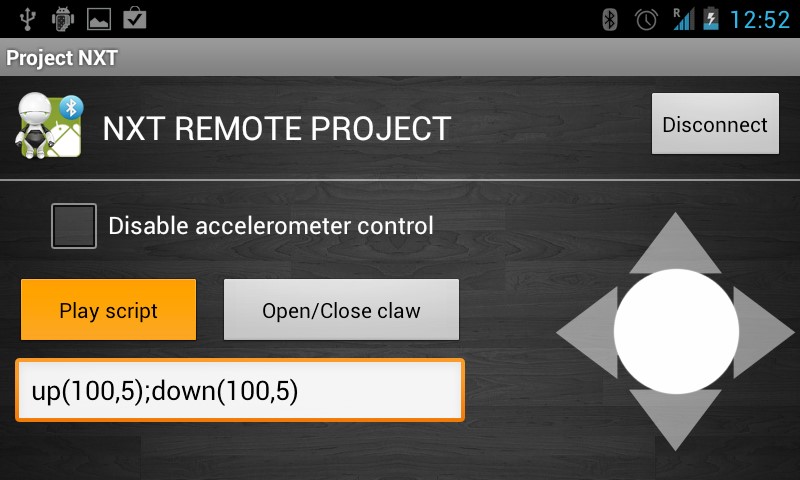 12:52
Project NXT
NXT REMOTE PROJECT
Disconnect
Disable accelerometer control
Play script
Open/Close claw
up(100,5);down(100,5)